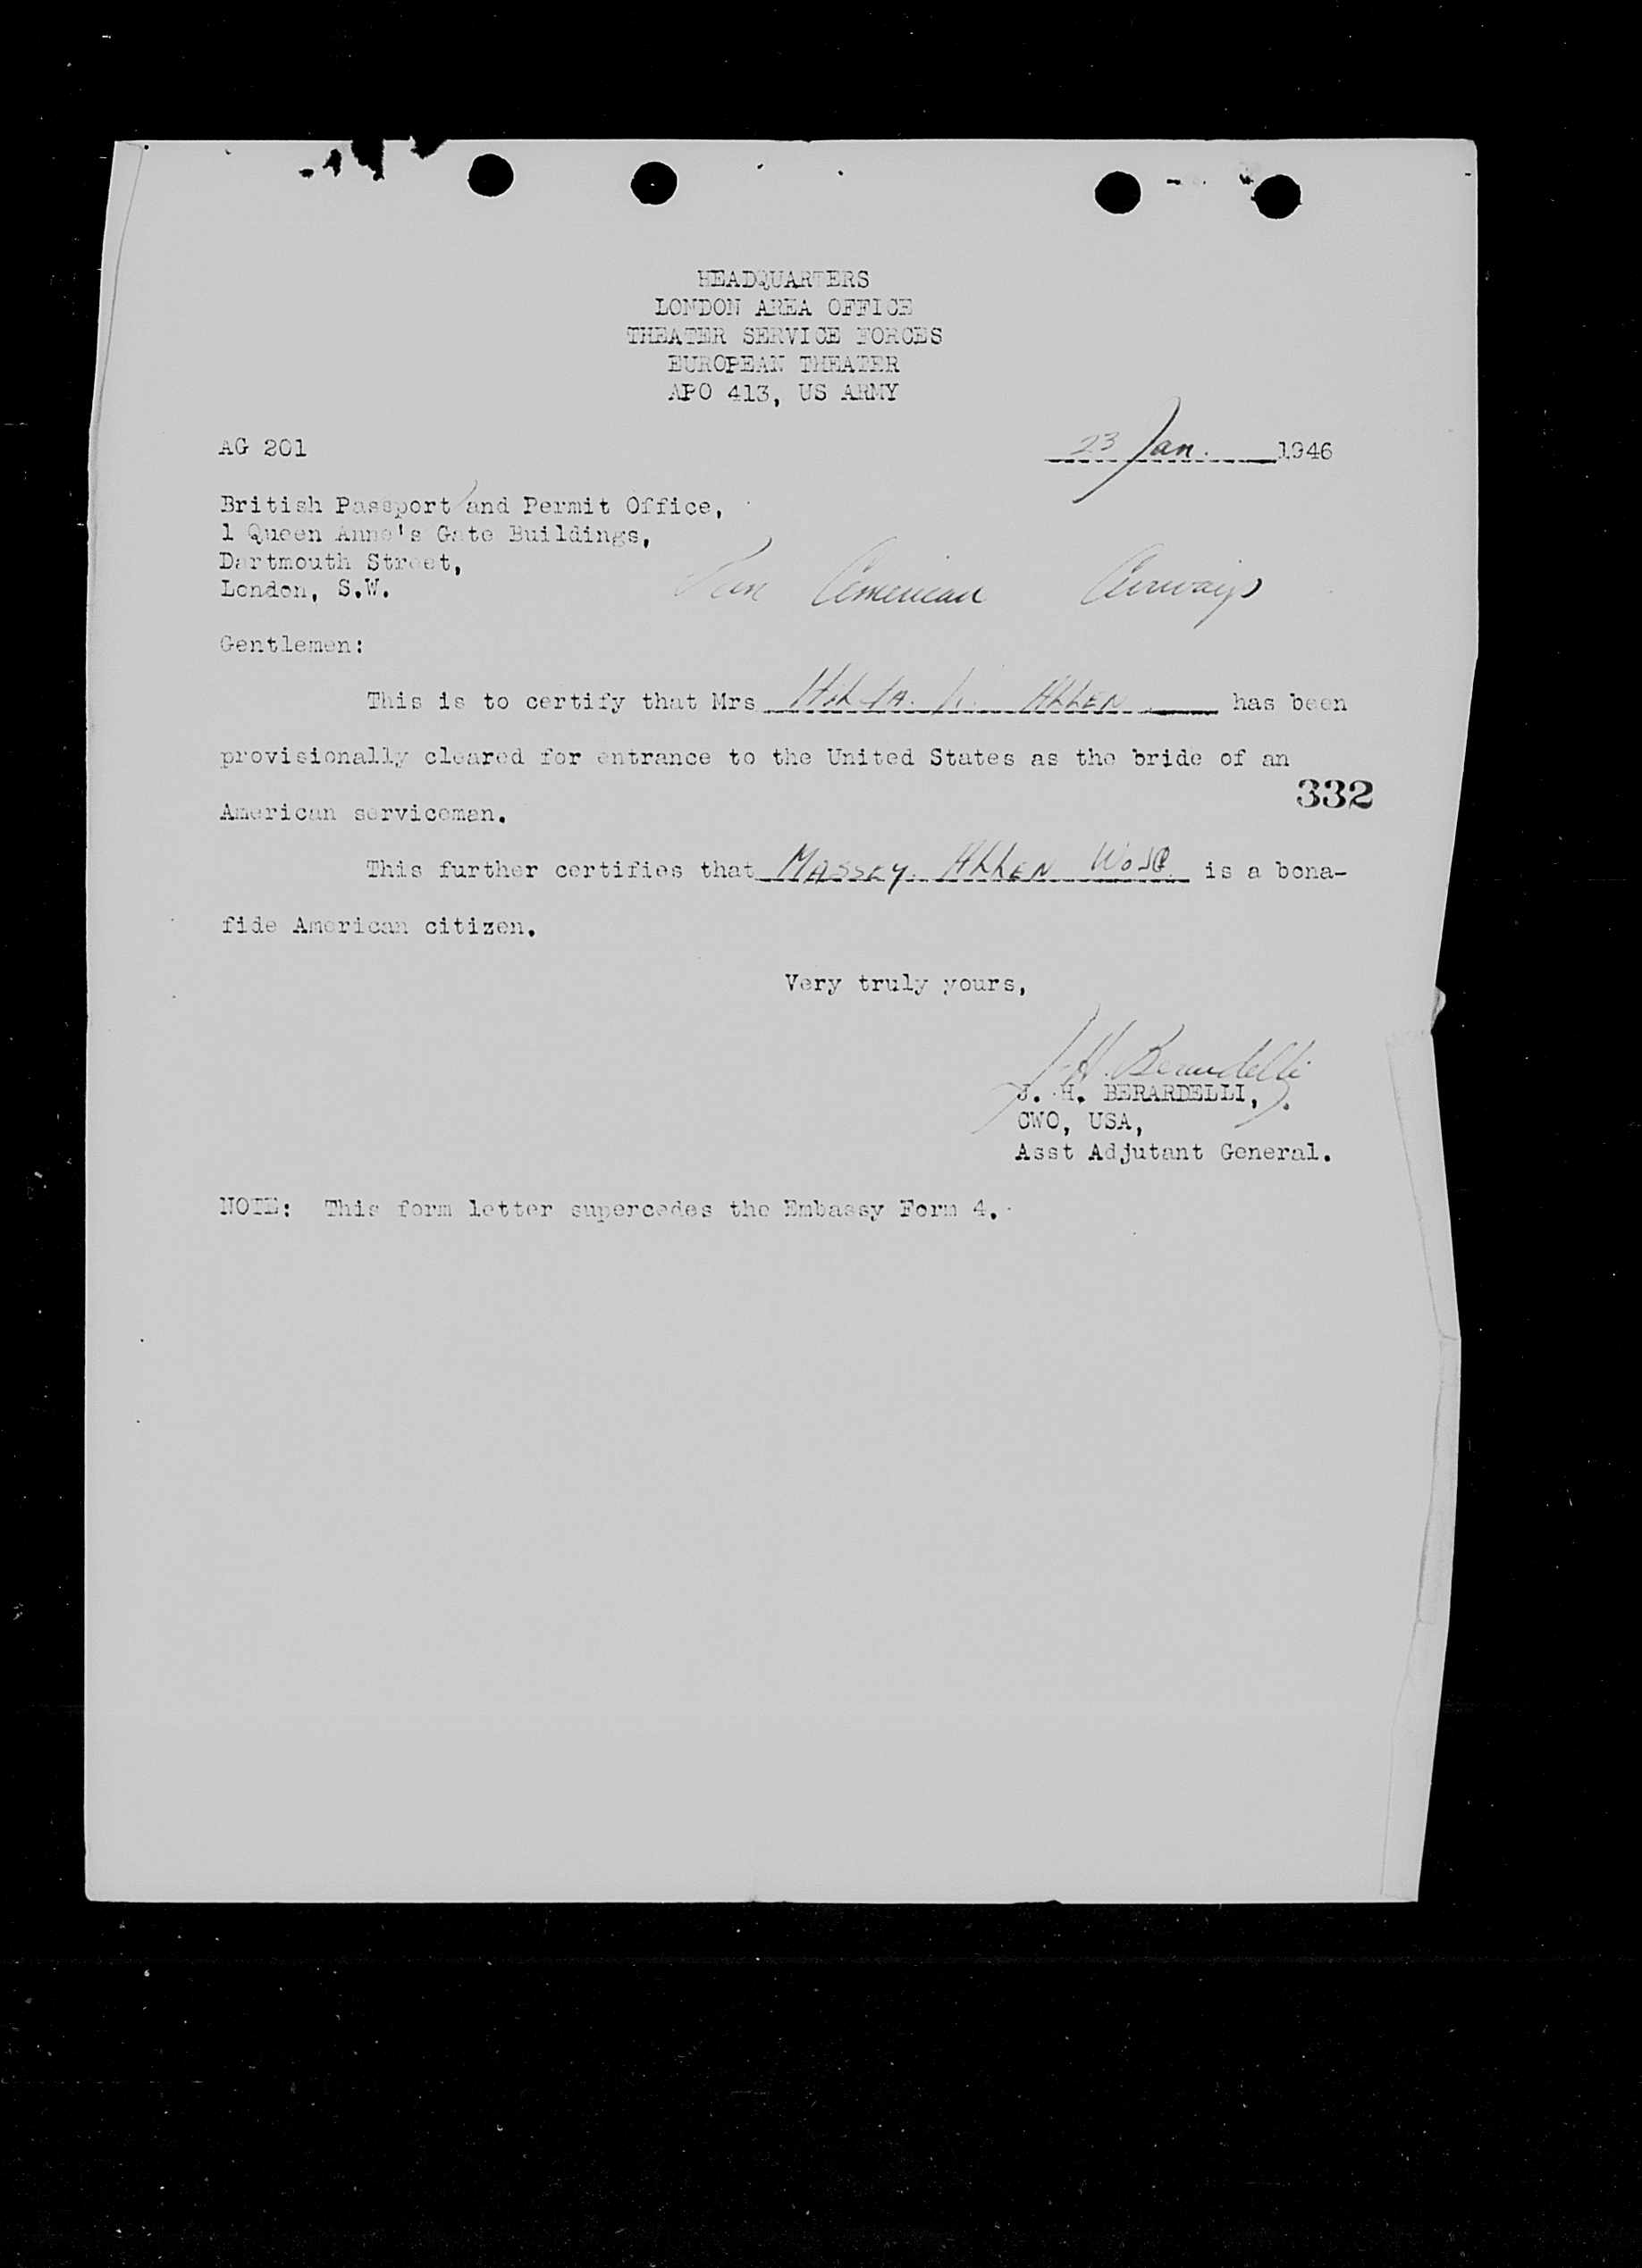 HEADQUARTERS
LONDON AREA OFFICE
THEATER SERVICE FORCES
EUROPEAN THEATER
APO 413, US ARMY
AG 201 23 Jan. 1946
British Passport and Permit Office,
1 Queen Anne's Gate Buildings,
Dartmouth Street,
London, S.W.
Pan American Airways
Gentlemen:
This is to certify that Mrs ALLEN has been
provisionally cleared for entrance to the United States as the bride of an
332
American serviceman.
This further certifies that MASSEY. ALLEN WOJG is a bona-
fide American citizen.
Very truly yours,
J. H. Berardelli
J. H. BERARDELLI,
CWO, USA,
Asst Adjutant General.
NOTE: This form letter supercedes the Embassy Form 4.